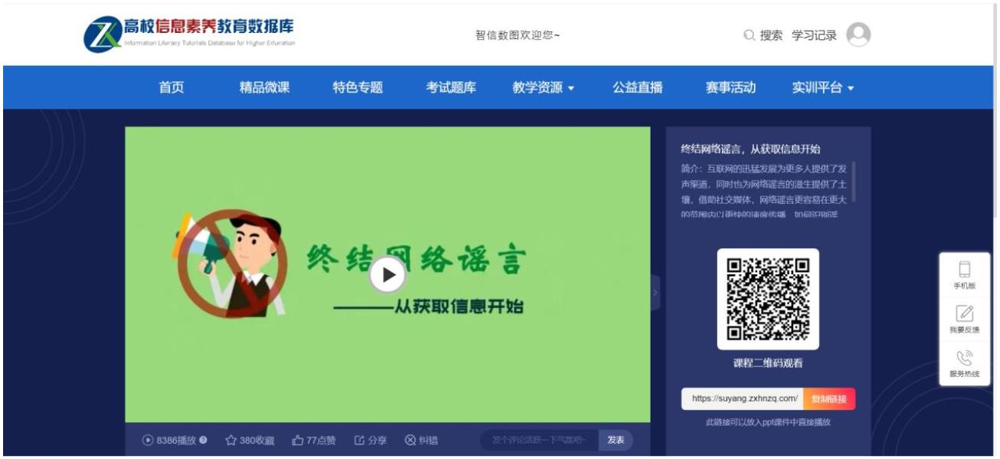 高校信息素养教育数据库
Information Literacy Tutorials Database for Higher Education
智信数图欢迎您~
搜索 学习记录
首页 精品微课 特色专题 考试题库 教学资源 公益直播 赛事活动 实训平台
终结网络谣言
———从获取信息开始
终结网络谣言，从获取信息开始
简介：互联网的迅猛发展为更多人提供了发
声渠道，同时也为网络谣言的滋生提供了土
壤，借助社交媒体，网络谣言更容易在更大
的范围内以更快的速度传播
课程二维码观看
https://suyang.zxhnzq.com/ 复制链接
此链接可以放入ppt课件中直接播放
手机版
我要反馈
服务热线
8386播放 380收藏 77点赞 分享 纠错 发个评论活跃一下气氛吧~ 发表